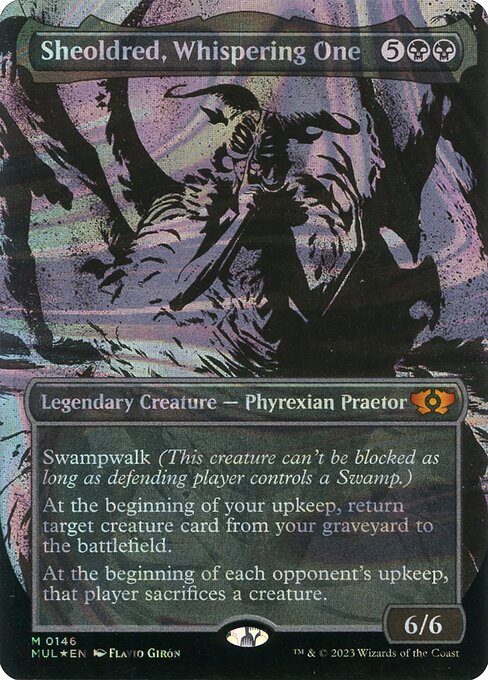 Sheoldred, Whispering One 5
Legendary Creature — Phyrexian Praetor
Swampwalk (This creature can't be blocked as
long as defending player controls a Swamp.)
At the beginning of your upkeep, return
target creature card from your graveyard to
the battlefield.
At the beginning of each opponent's upkeep,
that player sacrifices a creature.
6/6
M 0146
MUL★EN Flavio Girón
™ & © 2023 Wizards of the Coast